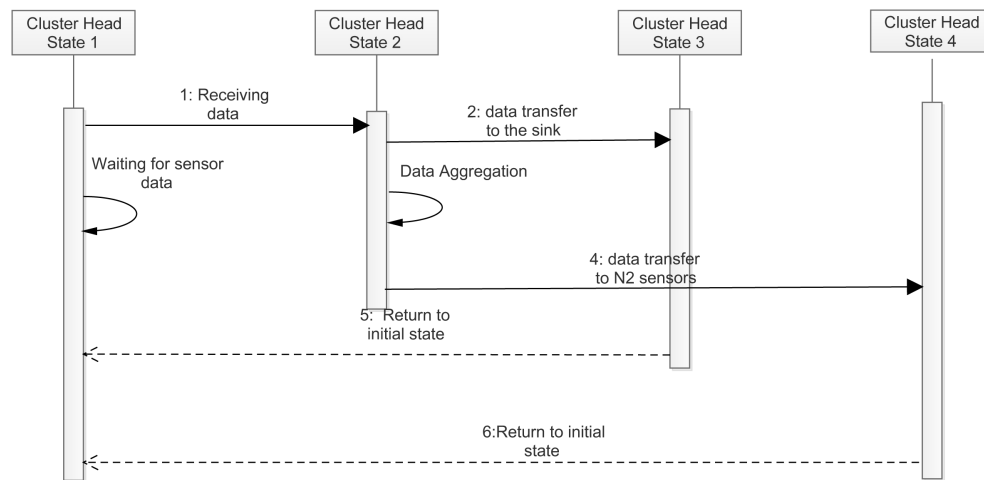 Cluster Head
State 1
Cluster Head
State 2
Cluster Head
State 3
Cluster Head
State 4
1: Receiving
data
2: data transfer
to the sink
Waiting for sensor
data
Data Aggregation
4: data transfer
to N2 sensors
5:  Return to
initial state
6:Return to initial
state